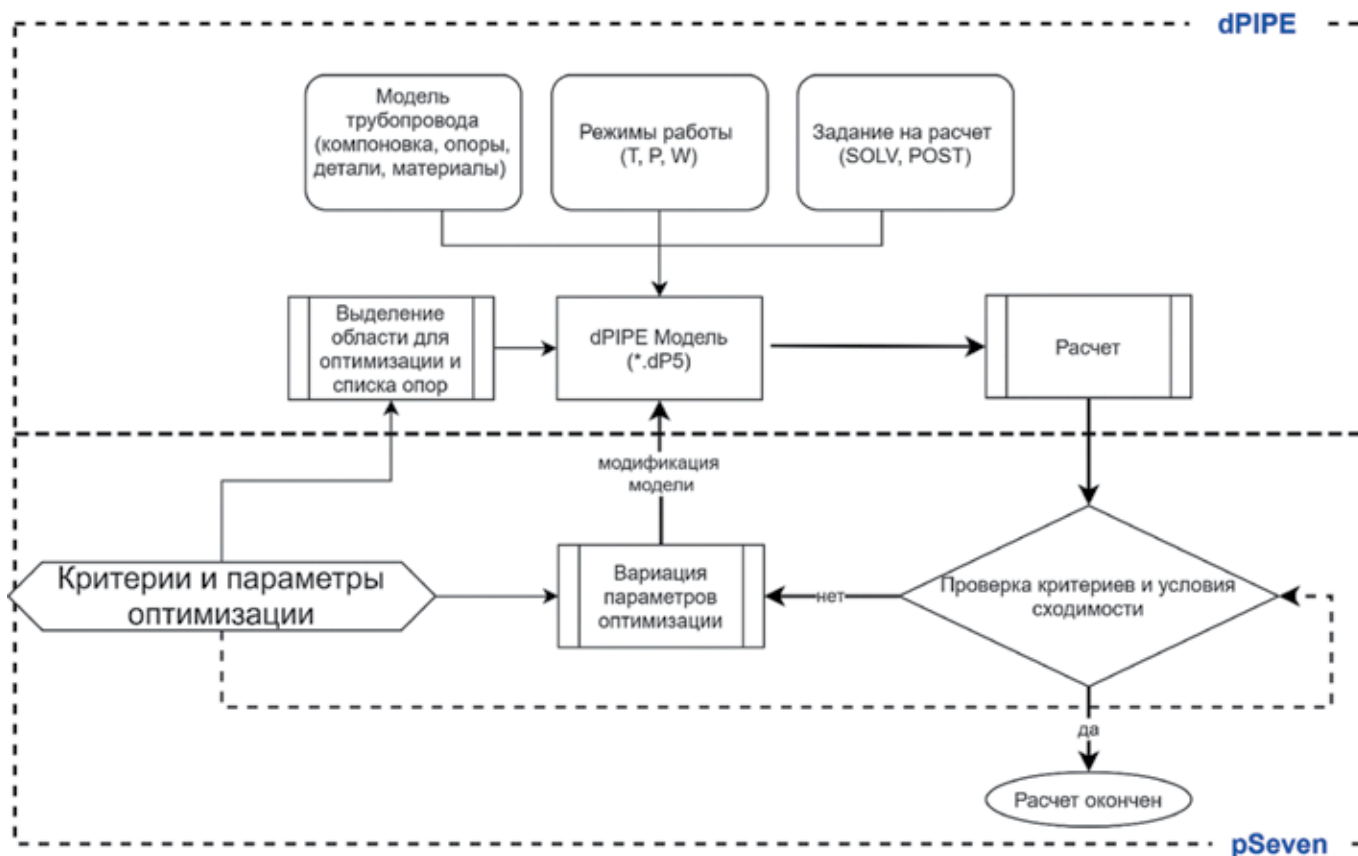 dPIPE
Модель
трубопровода
(компоновка, опоры,
детали, материалы)
Режимы работы
(T, P, W)
Задание на расчет
(SOLV, POST)
Выделение
области для
оптимизации и
списка опор
dPIPE Модель
(*.dP5)
Расчет
модификация
модели
Критерии и параметры
оптимизации
Вариация
параметров
оптимизации
нет
Проверка критериев и условия
сходимости
да
Расчет окончен
pSeven